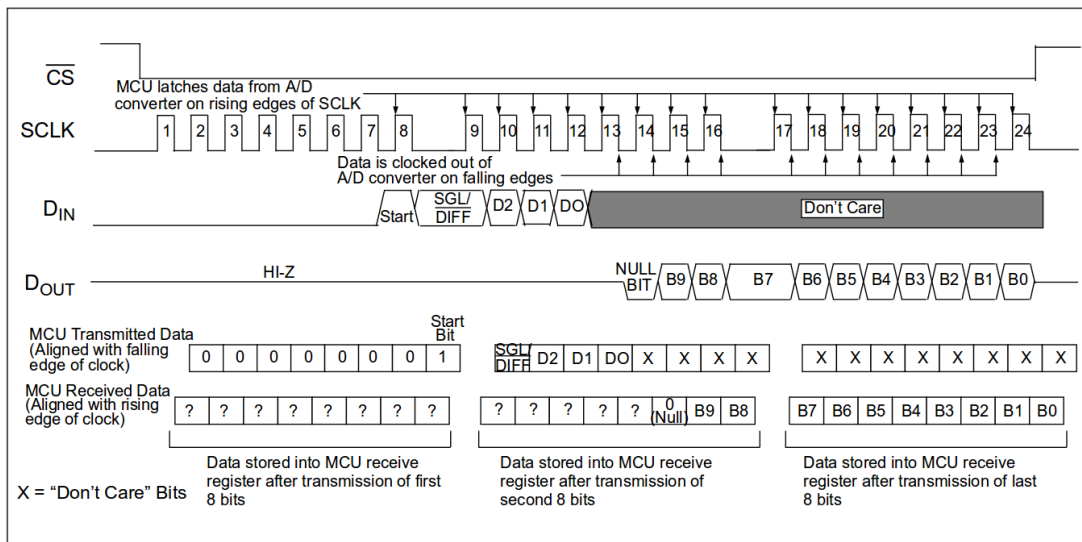 CS
MCU latches data from A/D
converter on rising edges of SCLK
SCLK
1 2 3 4 5 6 7 8 9 10 11 12 13 14 15 16 17 18 19 20 21 22 23 24
Data is clocked out of
A/D converter on falling edges
DIN
Start SGL/DIFF D2 D1 DO Don't Care
DOUT
HI-Z NULL BIT B9 B8 B7 B6 B5 B4 B3 B2 B1 B0
Start
Bit
MCU Transmitted Data
(Aligned with falling
edge of clock)
0 0 0 0 0 0 0 1 SGL/DIFF D2 D1 DO X X X X X X X X X X X X
MCU Received Data
(Aligned with rising
edge of clock)
? ? ? ? ? ? ? ? ? ? ? ? ? 0 (Null) B9 B8 B7 B6 B5 B4 B3 B2 B1 B0
Data stored into MCU receive
register after transmission of first
8 bits
Data stored into MCU receive
register after transmission of
second 8 bits
Data stored into MCU receive
register after transmission of last
8 bits
X = “Don't Care” Bits